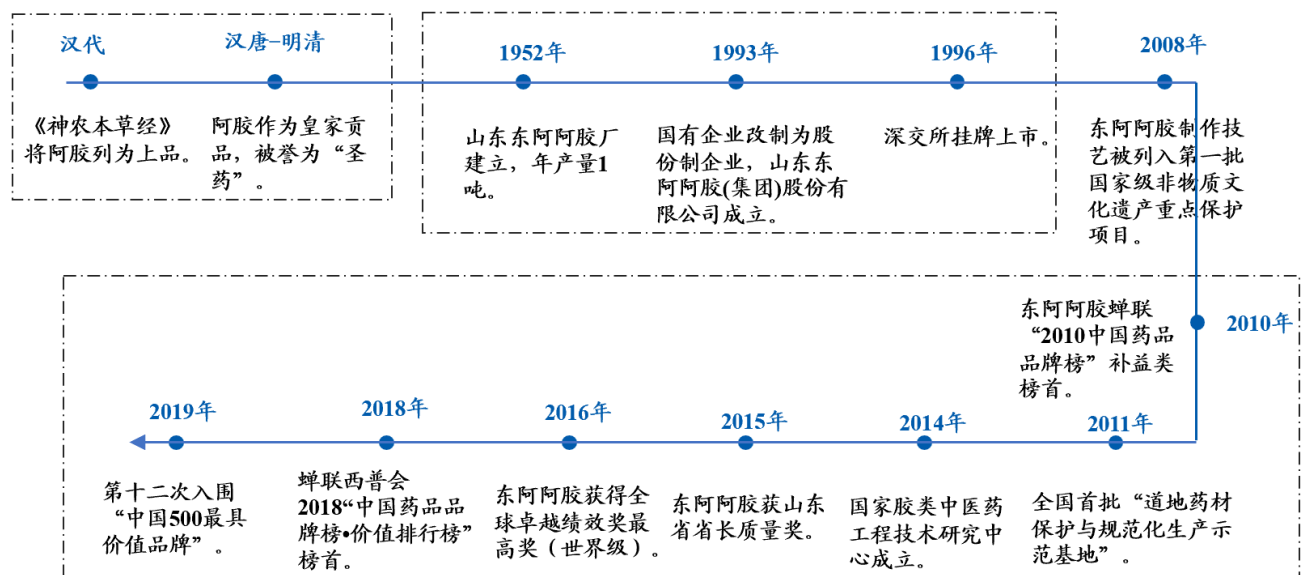 汉代
《神农本草经》
将阿胶列为上品。
汉唐-明清
阿胶作为皇家贡
品，被誉为“圣
药”。
1952年
山东东阿阿胶厂
建立，年产量1
吨。
1993年
国有企业改制为股
份制企业，山东东
阿阿胶(集团)股份有
限公司成立。
1996年
深交所挂牌上市。
2008年
东阿阿胶制作技
艺被列入第一批
国家级非物质文
化遗产重点保护
项目。
2010年
东阿阿胶蝉联
“2010中国药品
品牌榜”补益类
榜首。
2011年
全国首批“道地药材
保护与规范化生产示
范基地”。
2014年
国家胶类中医药
工程技术研究中
心成立。
2015年
东阿阿胶获山东
省省长质量奖。
2016年
东阿阿胶获得全
球卓越绩效奖最
高奖（世界级）。
2018年
蝉联西普会
2018“中国药品品
牌榜•价值排行榜”
榜首。
2019年
第十二次入围
“中国500最具
价值品牌”。